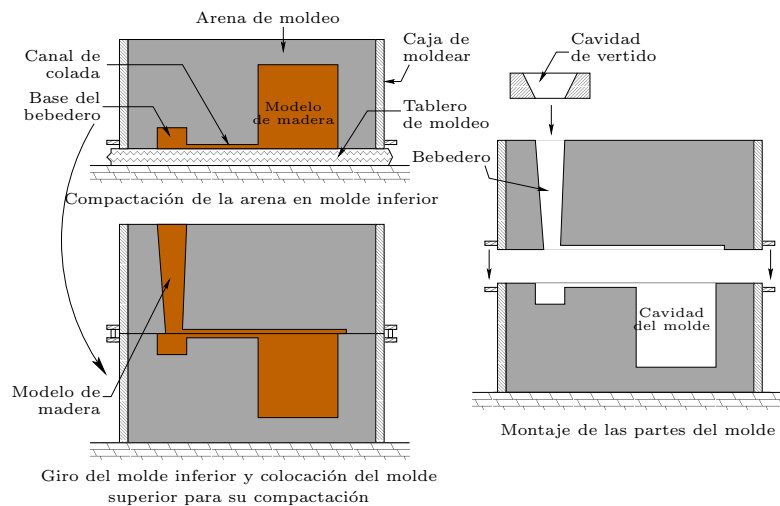 Arena de moldeo
Canal de
colada
Base del
bebedero
Modelo
de madera
Caja de
moldear
Tablero
de moldeo
Compactación de la arena en molde inferior
Modelo de
madera
Giro del molde inferior y colocación del molde
superior para su compactación
Cavidad
de vertido
Bebedero
Cavidad
del molde
Montaje de las partes del molde